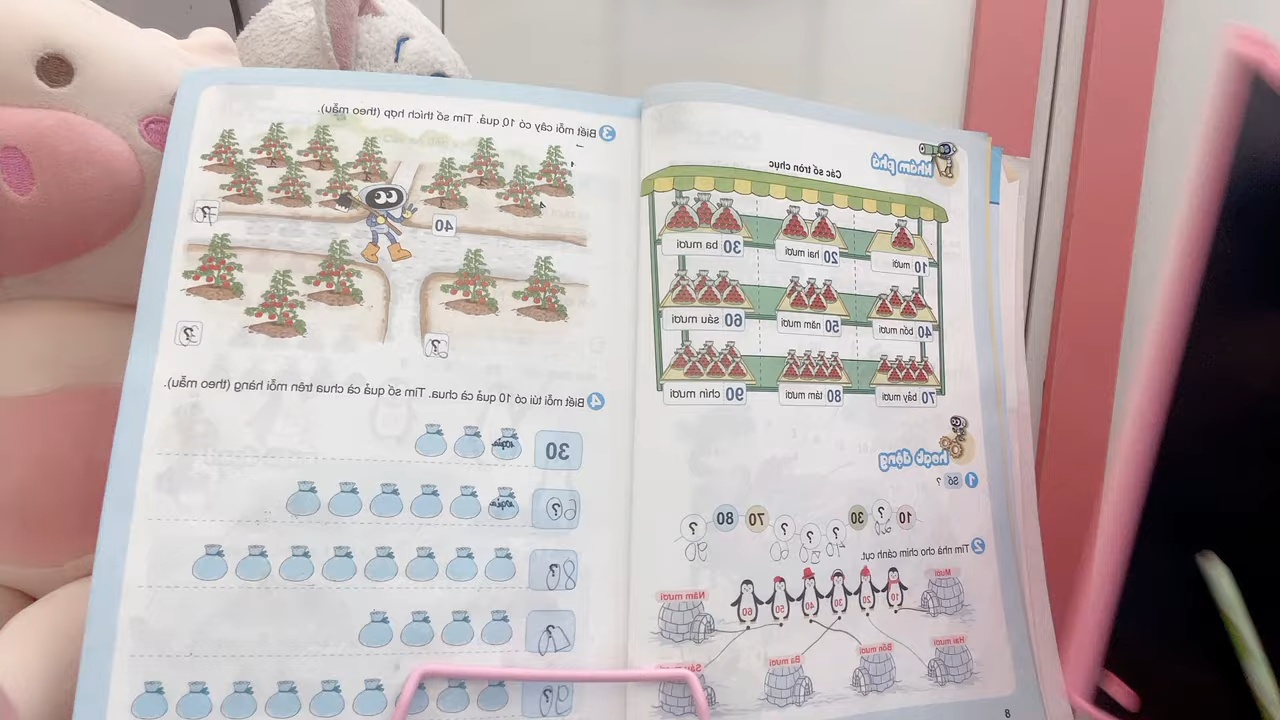 Khám phá
Các số tròn chục
10 mười
20 hai mươi
30 ba mươi
40 bốn mươi
50 năm mươi
60 sáu mươi
70 bảy mươi
80 tám mươi
90 chín mươi
hoạt động
1 Số ?
10 ? 30 ? ? ? 70 80 ?
2 Tìm nhà cho chim cánh cụt.
10 20 30 40 50 60
Mười
Năm mươi
Hai mươi
Bốn mươi
Ba mươi
8
3 Biết mỗi cây có 10 quả. Tìm số thích hợp (theo mẫu).
?
40
?
?
4 Biết mỗi túi có 10 quả cà chua. Tìm số quả cà chua trên mỗi hàng (theo mẫu).
30
6?
8?